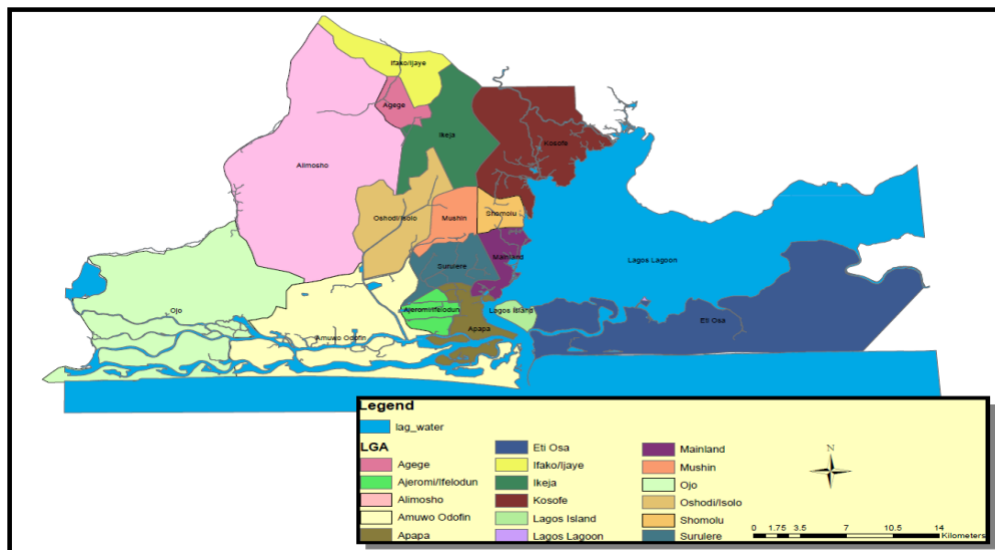 Ifako/Ijaye
Agege
Ikeja
Kosofe
Alimosho
Oshodi/Isolo
Mushin
Shomolu
Mainland
Surulere
Lagos Lagoon
Ojo
Ajeromi/Ifelodun
Lagos Island
Apapa
Eti Osa
Amuwo Odofin
Legend
lag_water
LGA
Agege
Ajeromi/Ifelodun
Alimosho
Amuwo Odofin
Apapa
Eti Osa
Ifako/Ijaye
Ikeja
Kosofe
Lagos Island
Lagos Lagoon
Mainland
Mushin
Ojo
Oshodi/Isolo
Shomolu
Surulere
N
0 1.75 3.5 7 10.5 14
Kilometers